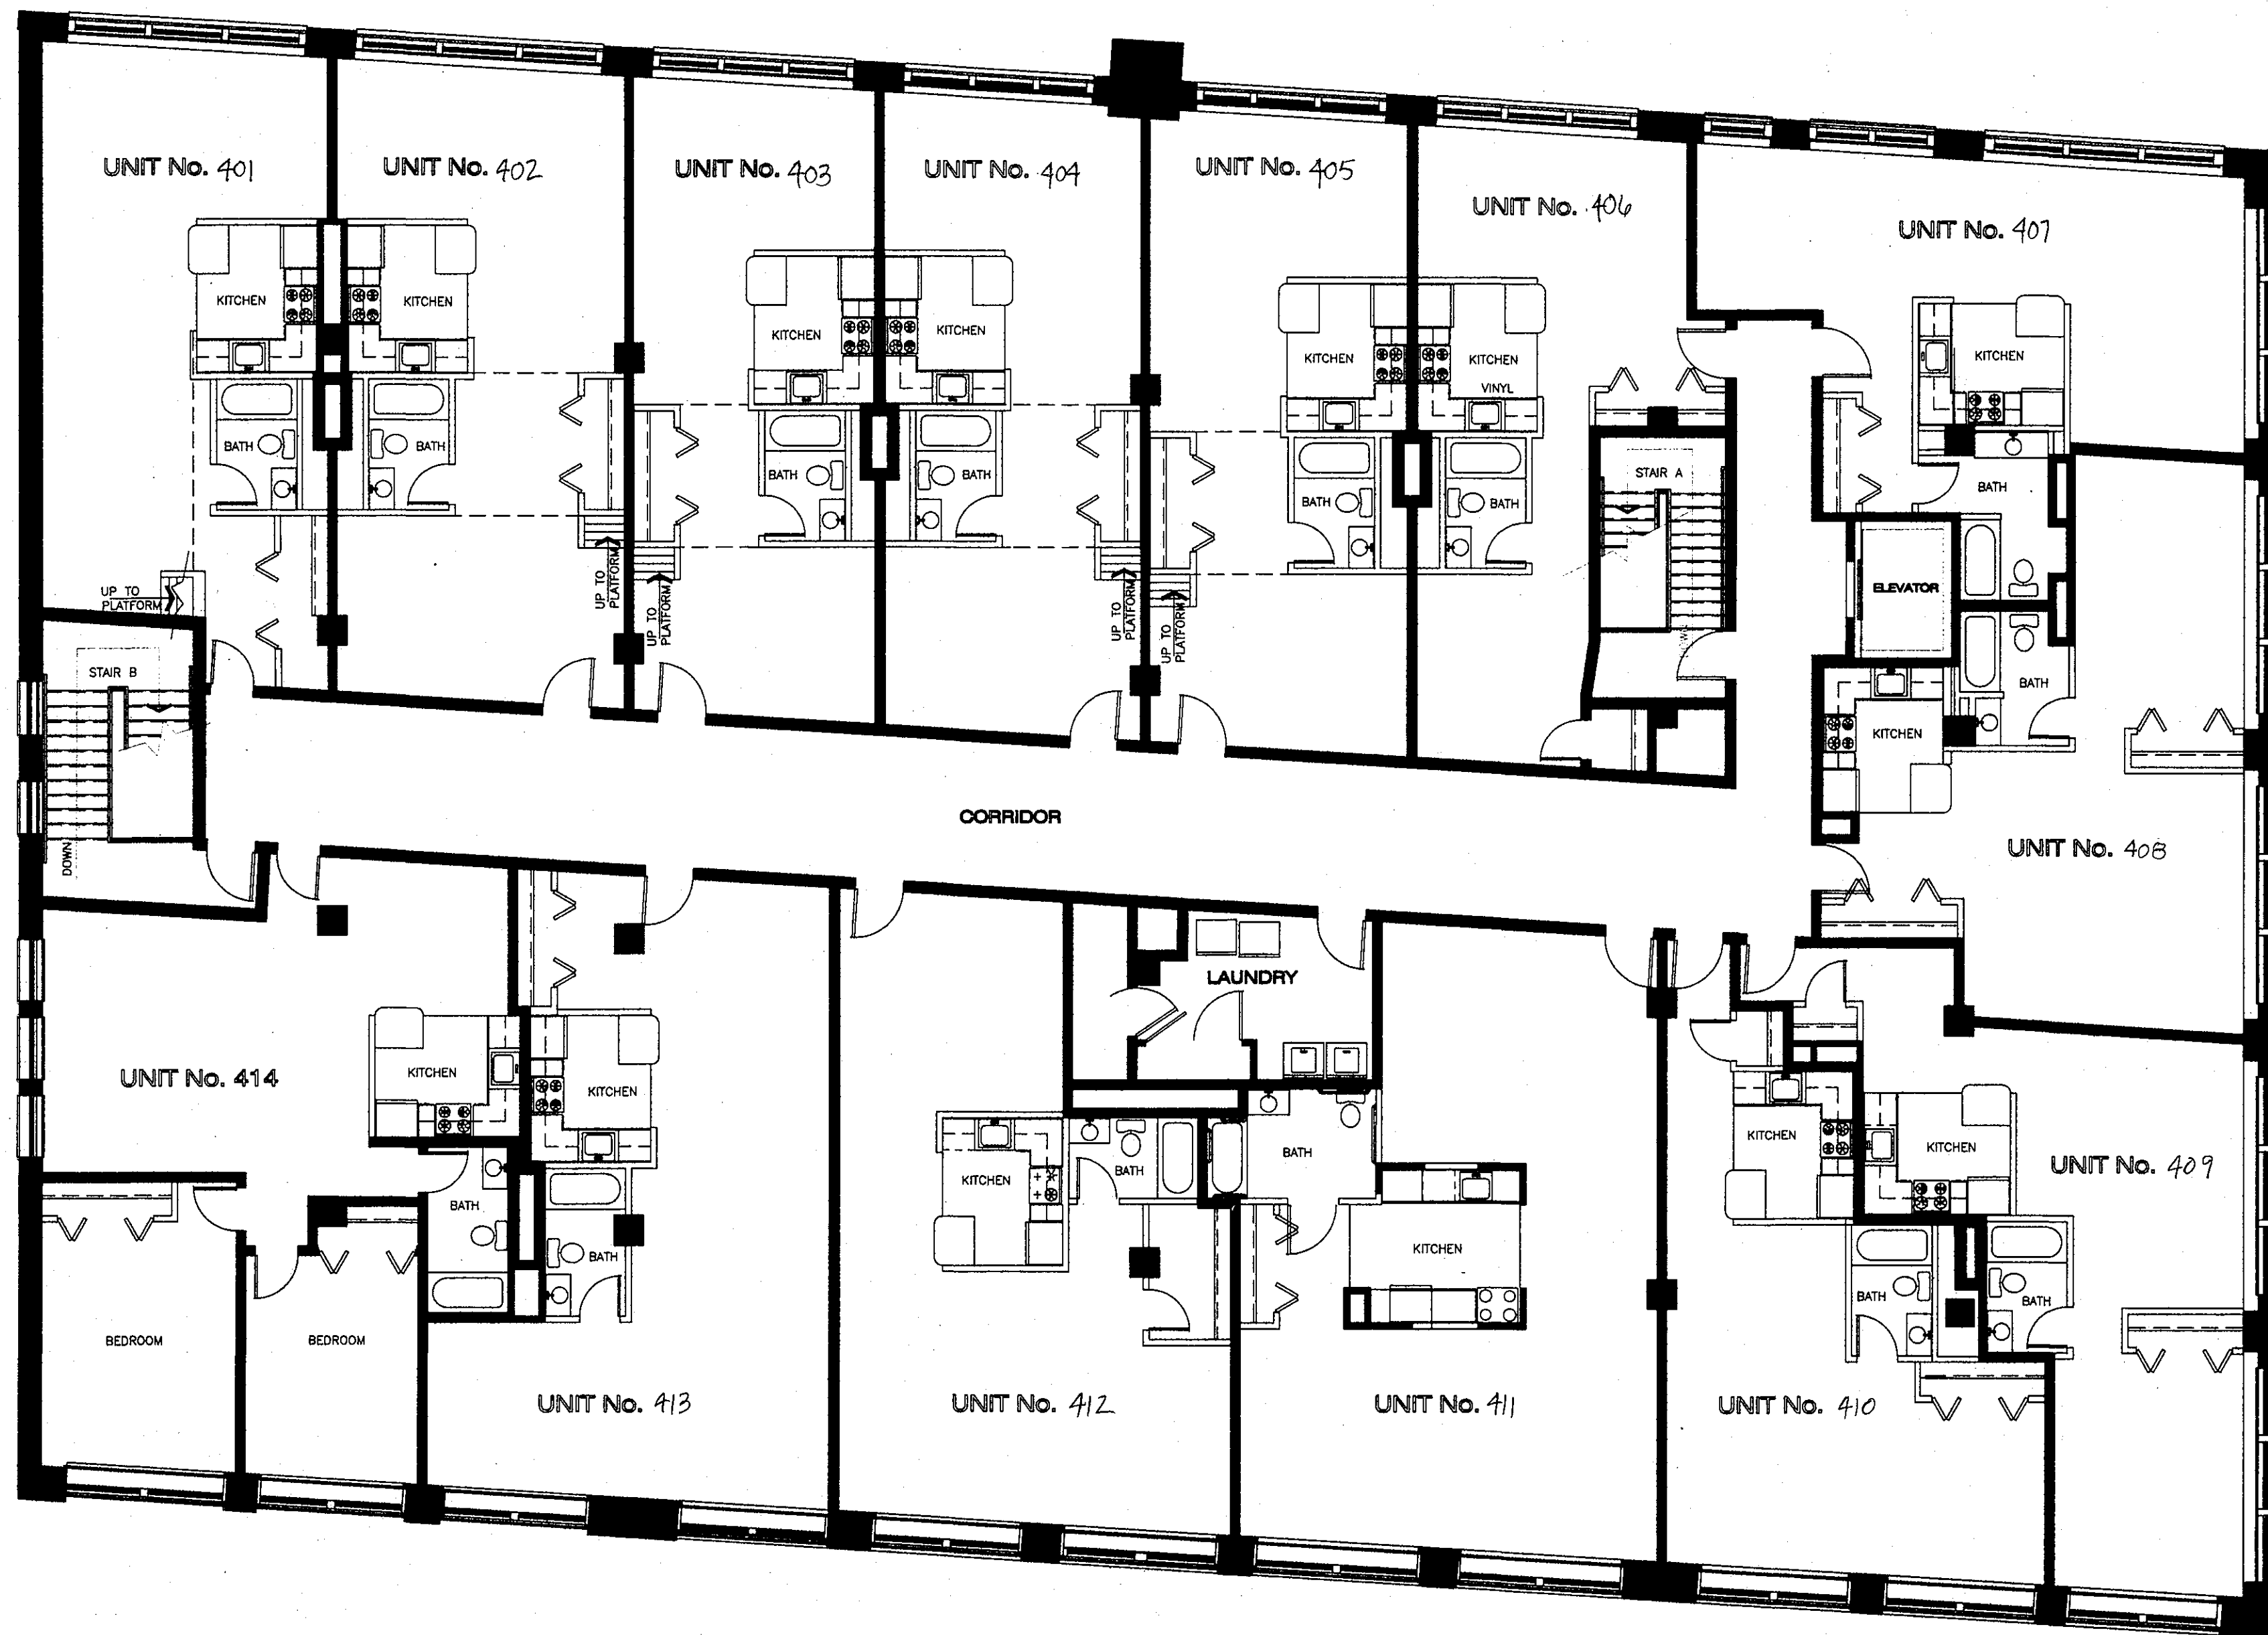 UNIT No. 401
UNIT No. 402
UNIT No. 403
UNIT No. 404
UNIT No. 405
UNIT No. 406
UNIT No. 407
KITCHEN
KITCHEN
KITCHEN
KITCHEN
KITCHEN
KITCHEN
VINYL
KITCHEN
BATH
BATH
BATH
BATH
BATH
BATH
STAIR A
BATH
UP TO
PLATFORM
UP TO
PLATFORM
UP TO
PLATFORM
UP TO
PLATFORM
UP TO
PLATFORM
ELEVATOR
STAIR B
DOWN
BATH
KITCHEN
CORRIDOR
UNIT No. 408
LAUNDRY
UNIT No. 414
KITCHEN
KITCHEN
KITCHEN
BATH
BATH
KITCHEN
KITCHEN
KITCHEN
UNIT No. 409
BATH
BATH
KITCHEN
BATH
BATH
BEDROOM
BEDROOM
UNIT No. 413
UNIT No. 412
UNIT No. 411
UNIT No. 410